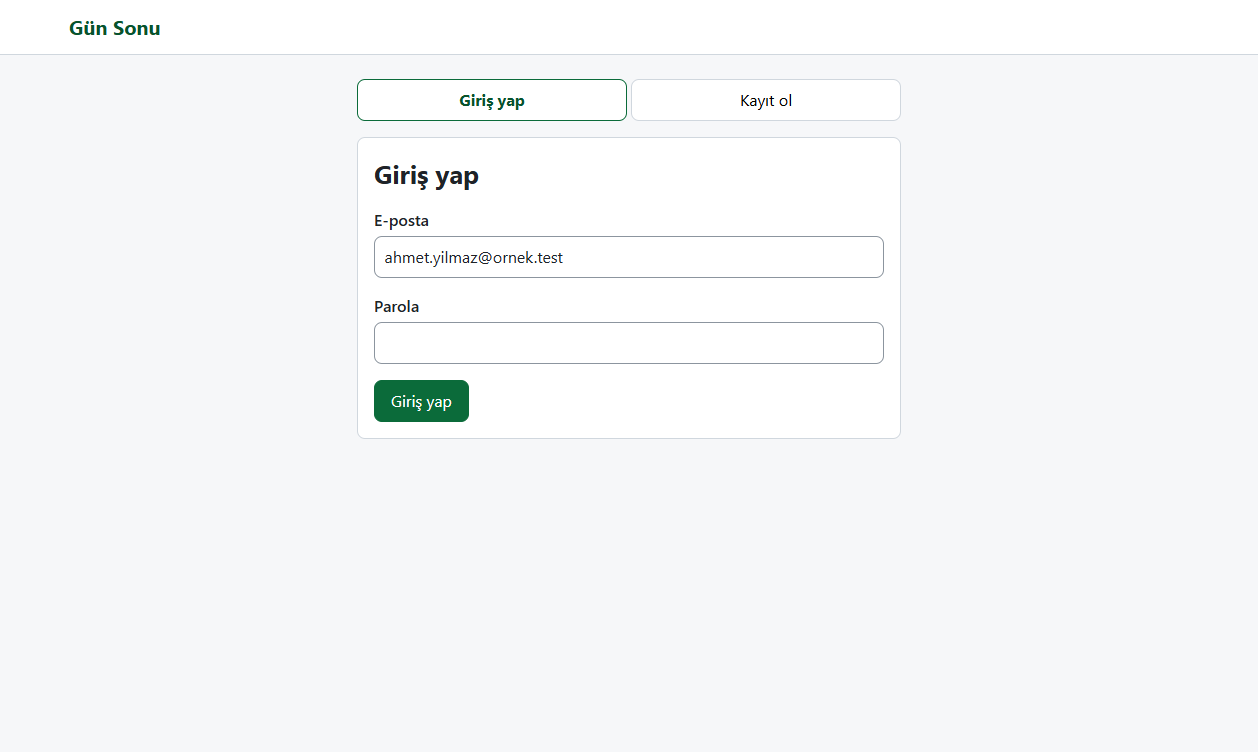 Gün Sonu
Giriş yap
Kayıt ol
Giriş yap
E-posta
ahmet.yilmaz@ornek.test
Parola
Giriş yap